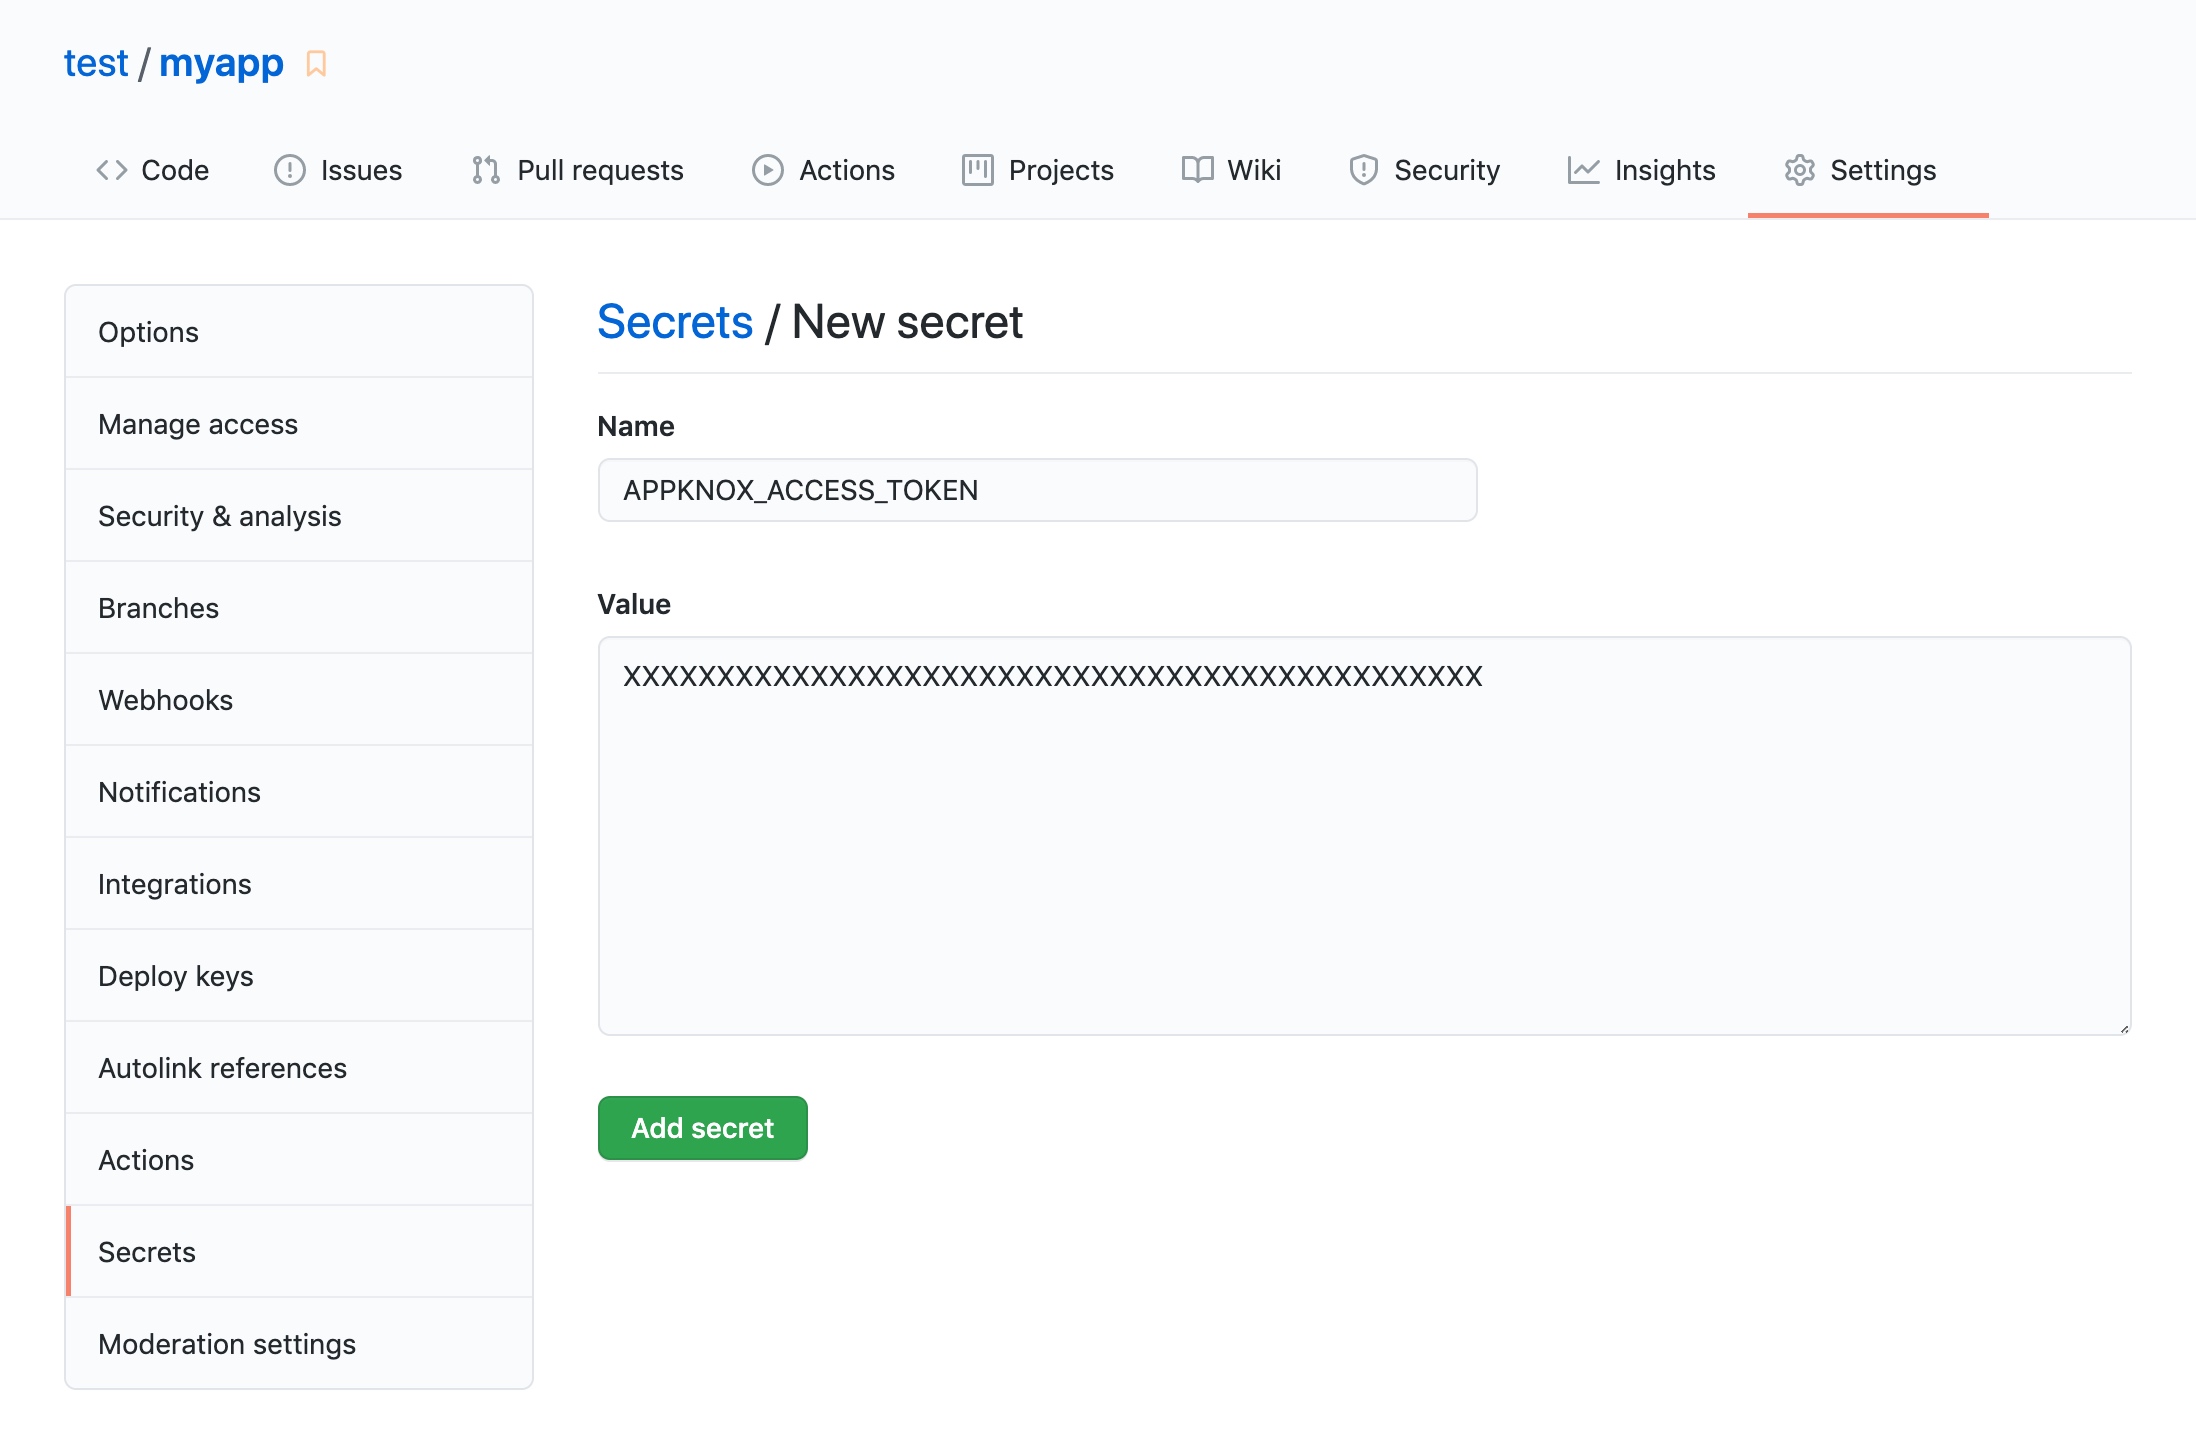 test / myapp
Code Issues Pull requests Actions Projects Wiki Security Insights Settings
Options
Manage access
Security & analysis
Branches
Webhooks
Notifications
Integrations
Deploy keys
Autolink references
Actions
Secrets
Moderation settings
Secrets / New secret
Name
APPKNOX_ACCESS_TOKEN
Value
XXXXXXXXXXXXXXXXXXXXXXXXXXXXXXXXXXXXXXXXXXXXXX
Add secret